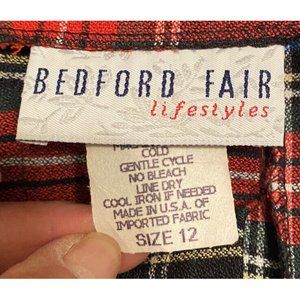 BEDFORD FAIR
lifestyles
COLD
GENTLE CYCLE
NO BLEACH
LINE DRY
COOL IRON IF NEEDED
MADE IN U.S.A. OF
IMPORTED FABRIC
SIZE 12